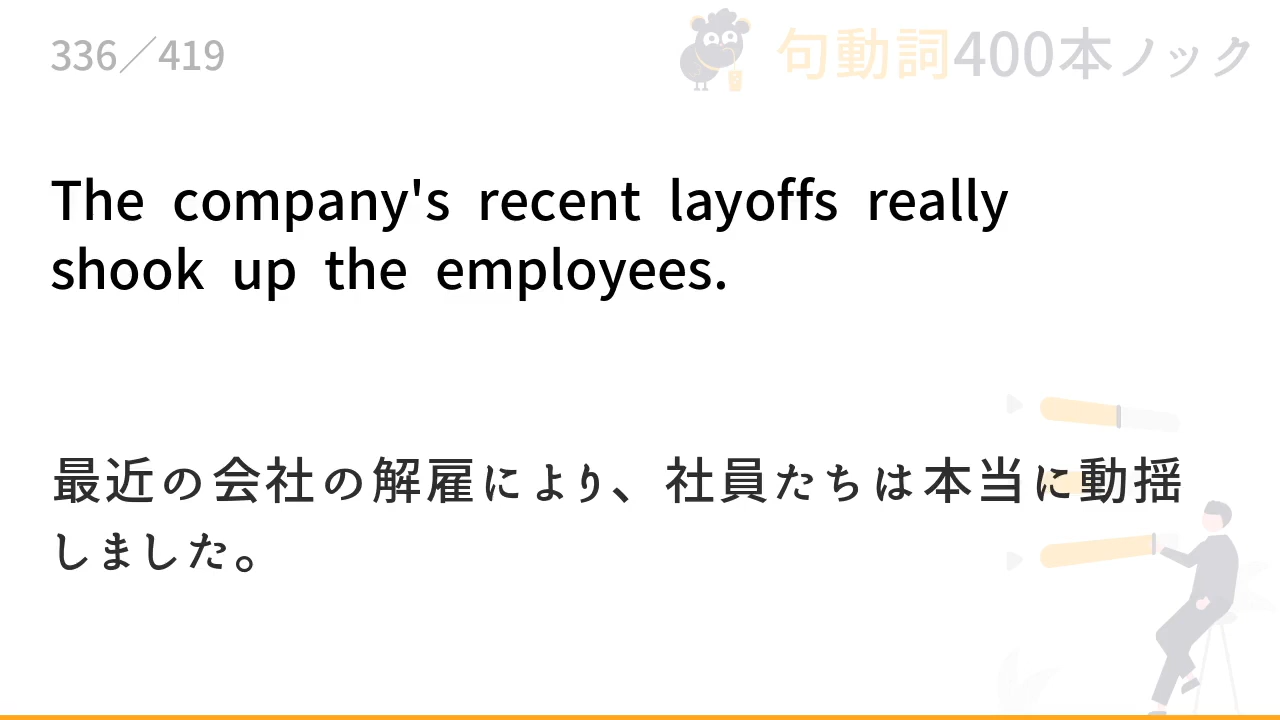 336／419
句動詞400本ノック
The company's recent layoffs really
shook up the employees.
最近の会社の解雇により、社員たちは本当に動揺
しました。